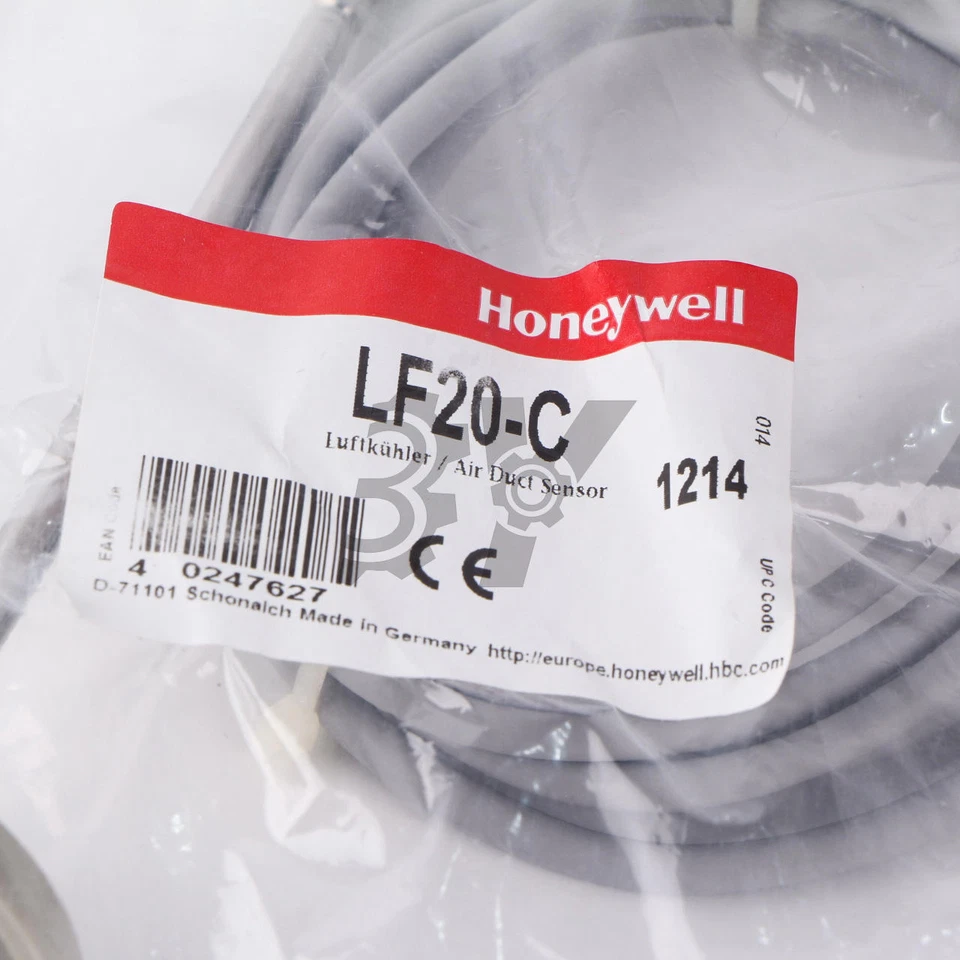 Honeywell
LF20-C
Luftkühler / Air Duct Sensor
014
1214
EAN Code
4 0247627
UPC Code
D-71101 Schonaich Made in Germany http://europe.honeywell.hbc.com
BY